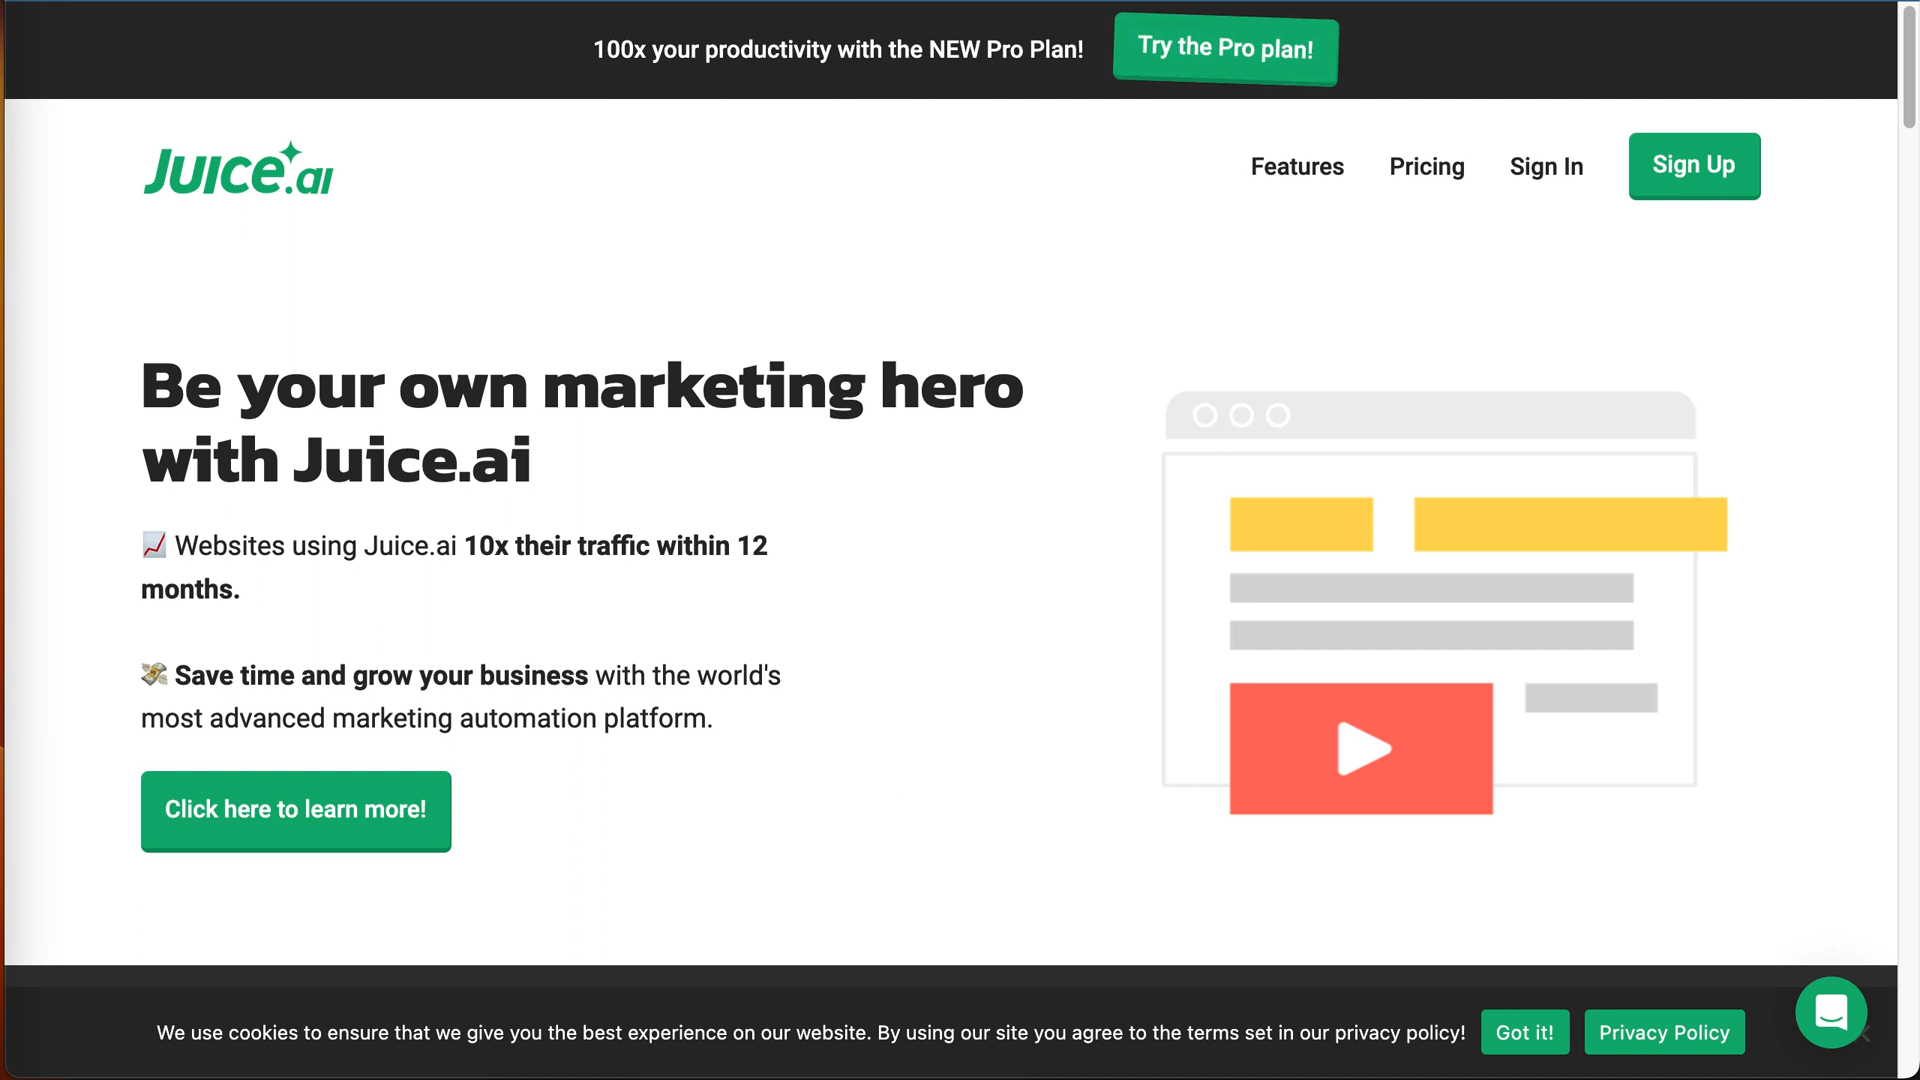 100x your productivity with the NEW Pro Plan!
Try the Pro plan!
Juice.ai
Features
Pricing
Sign In
Sign Up
Be your own marketing hero
with Juice.ai
📈 Websites using Juice.ai 10x their traffic within 12
months.
💸 Save time and grow your business with the world's
most advanced marketing automation platform.
Click here to learn more!
We use cookies to ensure that we give you the best experience on our website. By using our site you agree to the terms set in our privacy policy!
Got it!
Privacy Policy